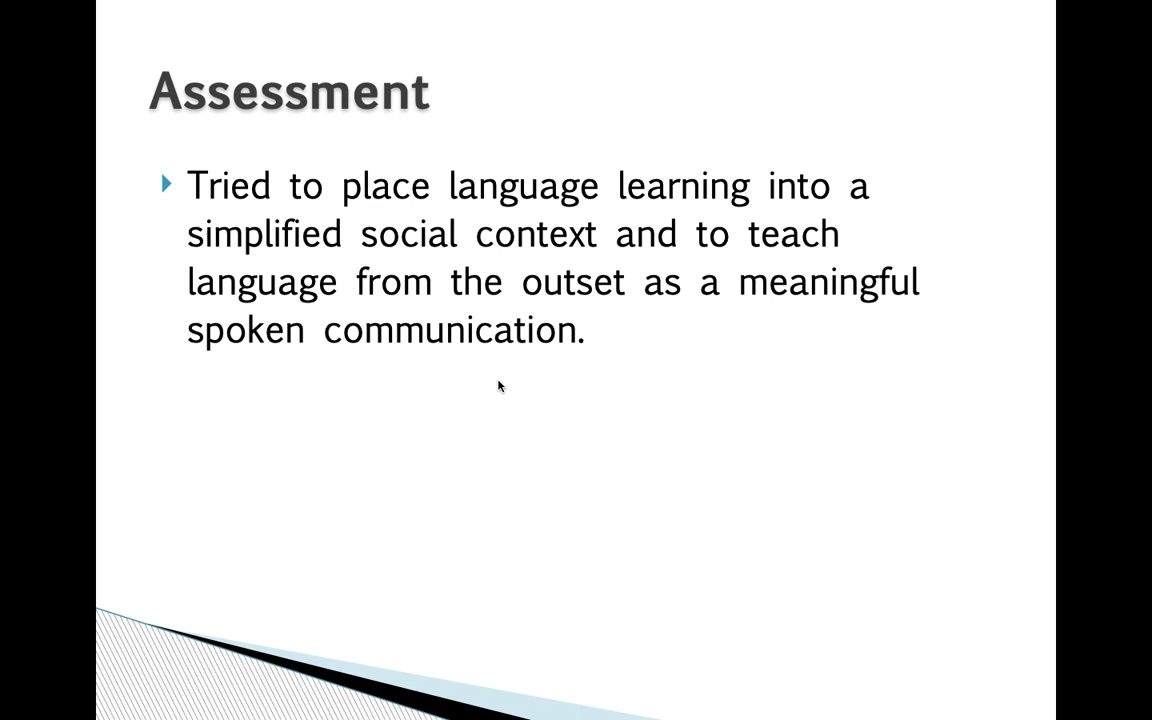 Assessment
Tried to place language learning into a
simplified social context and to teach
language from the outset as a meaningful
spoken communication.